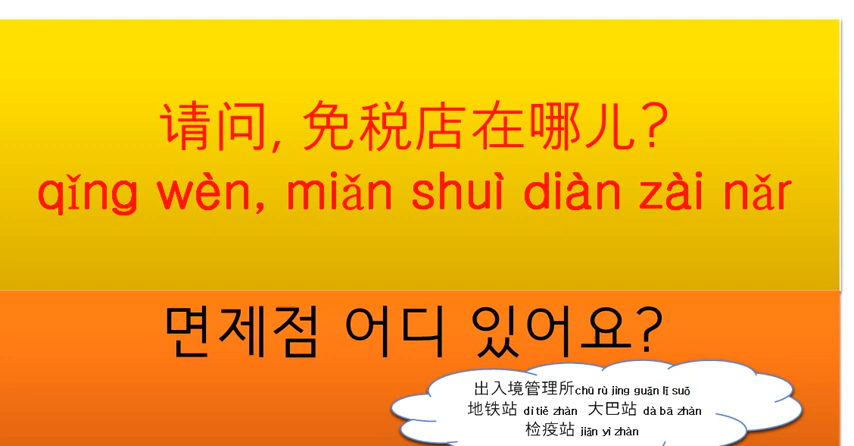 请问, 免税店在哪儿?
qǐng wèn, miǎn shuì diàn zài nǎr
면제점 어디 있어요?
出入境管理所chū rù jìng guǎn lǐ suǒ
地铁站 dì tiě zhàn 大巴站 dà bā zhàn
检疫站 jiǎn yì zhàn